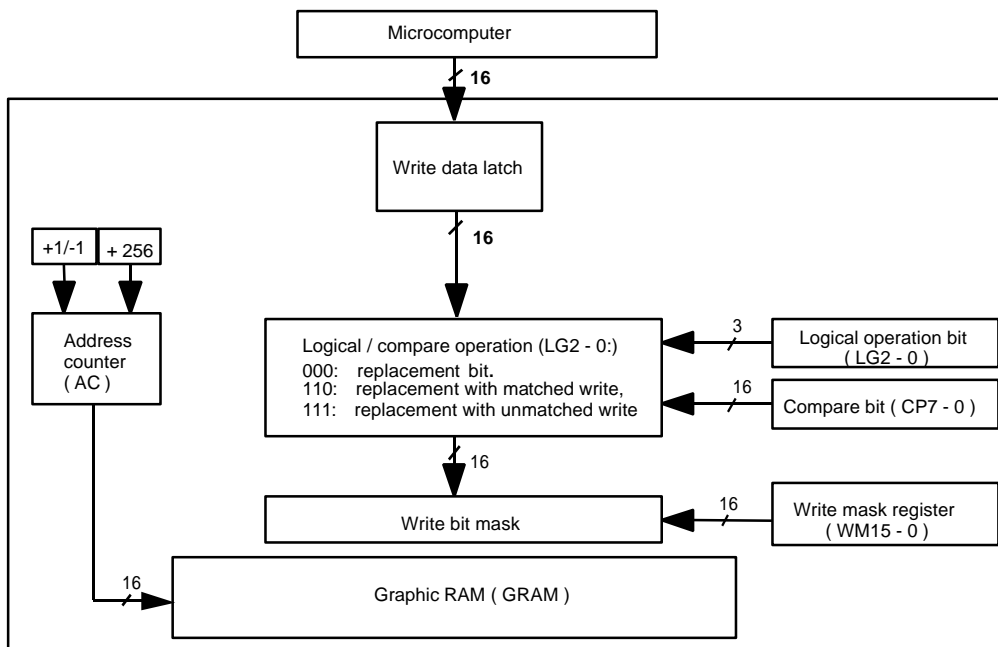 Microcomputer
16
Write data latch
16
+1/-1
+ 256
Address
counter
( AC )
Logical / compare operation (LG2 - 0:)
000: replacement bit.
110: replacement with matched write,
111: replacement with unmatched write
3
Logical operation bit
( LG2 - 0 )
16
Compare bit ( CP7 - 0 )
16
Write bit mask
16
Write mask register
( WM15 - 0 )
16
Graphic RAM ( GRAM )